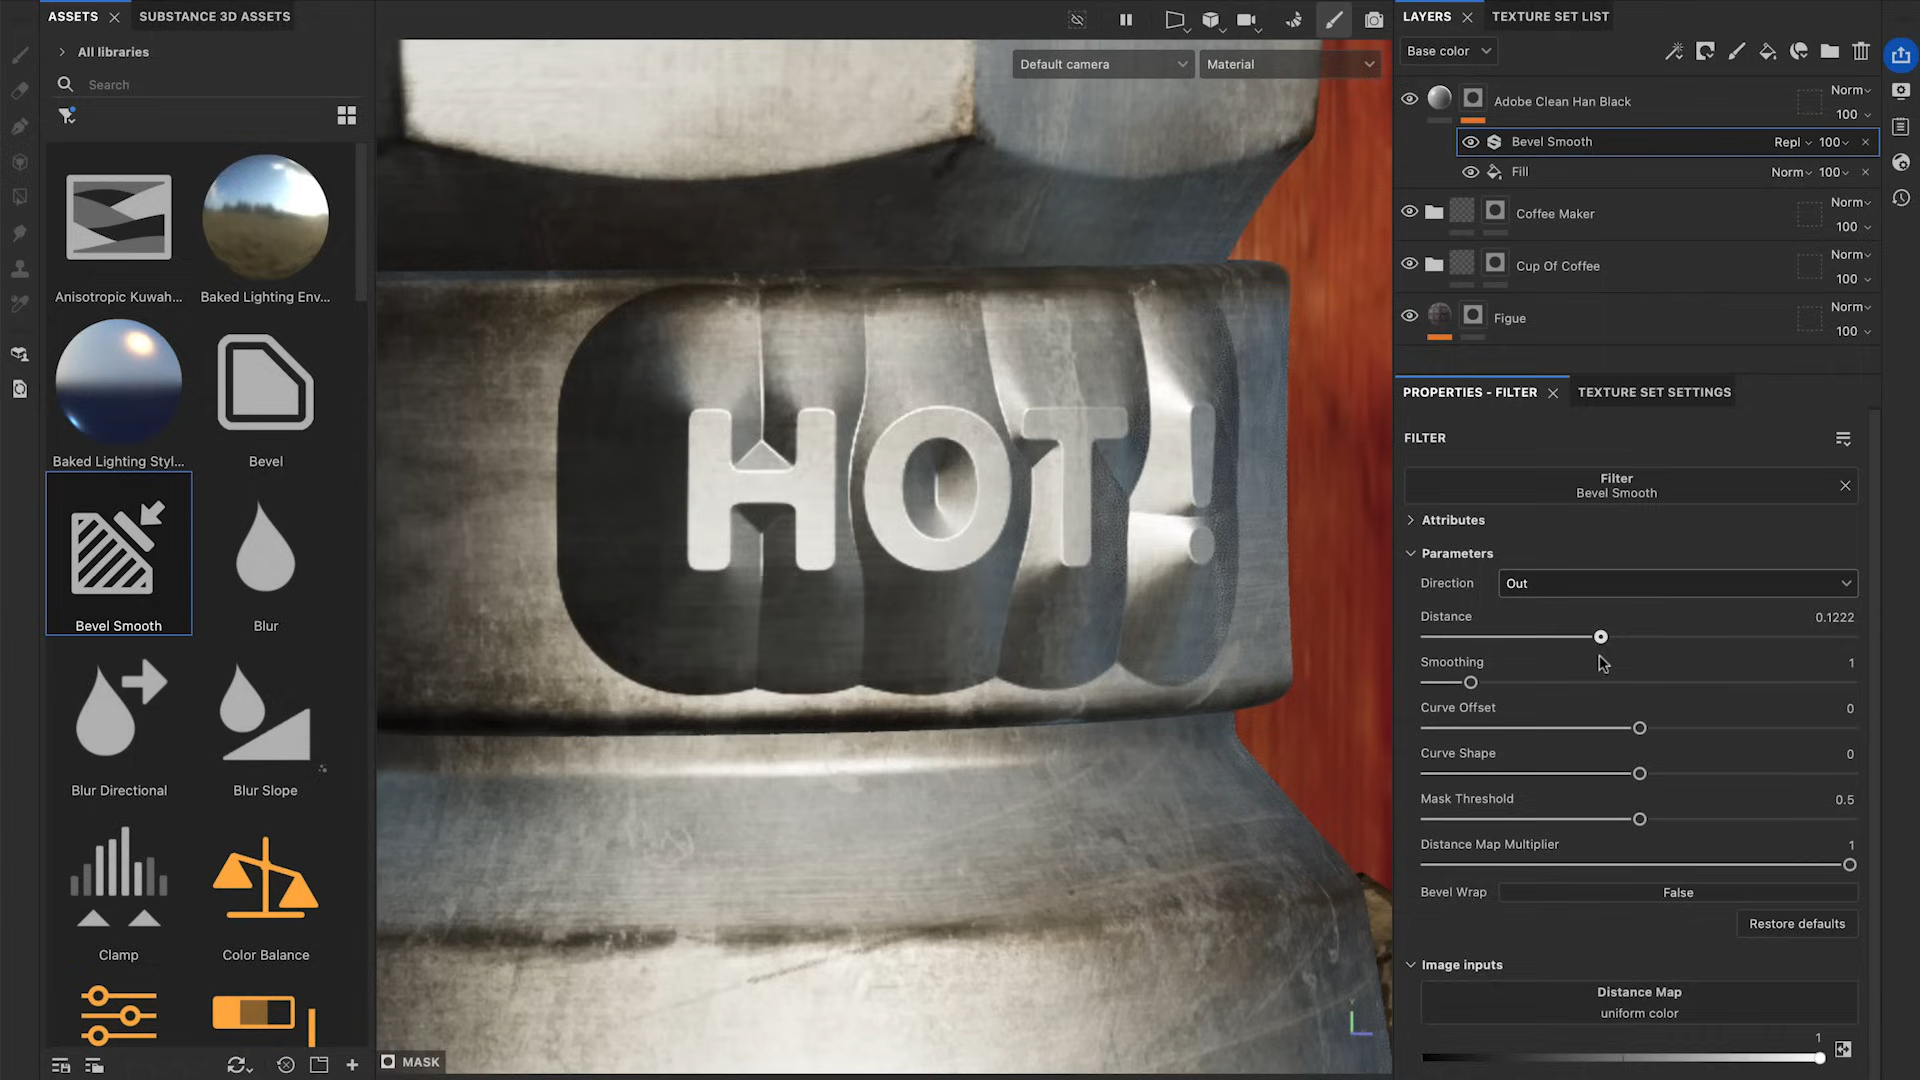 ASSETS
SUBSTANCE 3D ASSETS
All libraries
Search
Anisotropic Kuwah...
Baked Lighting Env...
Baked Lighting Styl...
Bevel
Bevel Smooth
Blur
Blur Directional
Blur Slope
Clamp
Color Balance
Default camera
Material
HOT!
MASK
LAYERS
TEXTURE SET LIST
Base color
Adobe Clean Han Black
Norm
100
Bevel Smooth
Repl
100
Fill
Norm
100
Coffee Maker
Norm
100
Cup Of Coffee
Norm
100
Figue
Norm
100
PROPERTIES - FILTER
TEXTURE SET SETTINGS
FILTER
Filter
Bevel Smooth
Attributes
Parameters
Direction
Out
Distance
0.1222
Smoothing
1
Curve Offset
0
Curve Shape
0
Mask Threshold
0.5
Distance Map Multiplier
1
Bevel Wrap
False
Restore defaults
Image inputs
Distance Map
uniform color
1